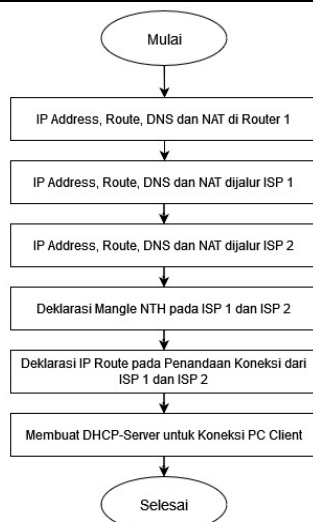 Mulai
IP Address, Route, DNS dan NAT di Router 1
IP Address, Route, DNS dan NAT dijalur ISP 1
IP Address, Route, DNS dan NAT dijalur ISP 2
Deklarasi Mangle NTH pada ISP 1 dan ISP 2
Deklarasi IP Route pada Penandaan Koneksi dari
ISP 1 dan ISP 2
Membuat DHCP-Server untuk Koneksi PC Client
Selesai